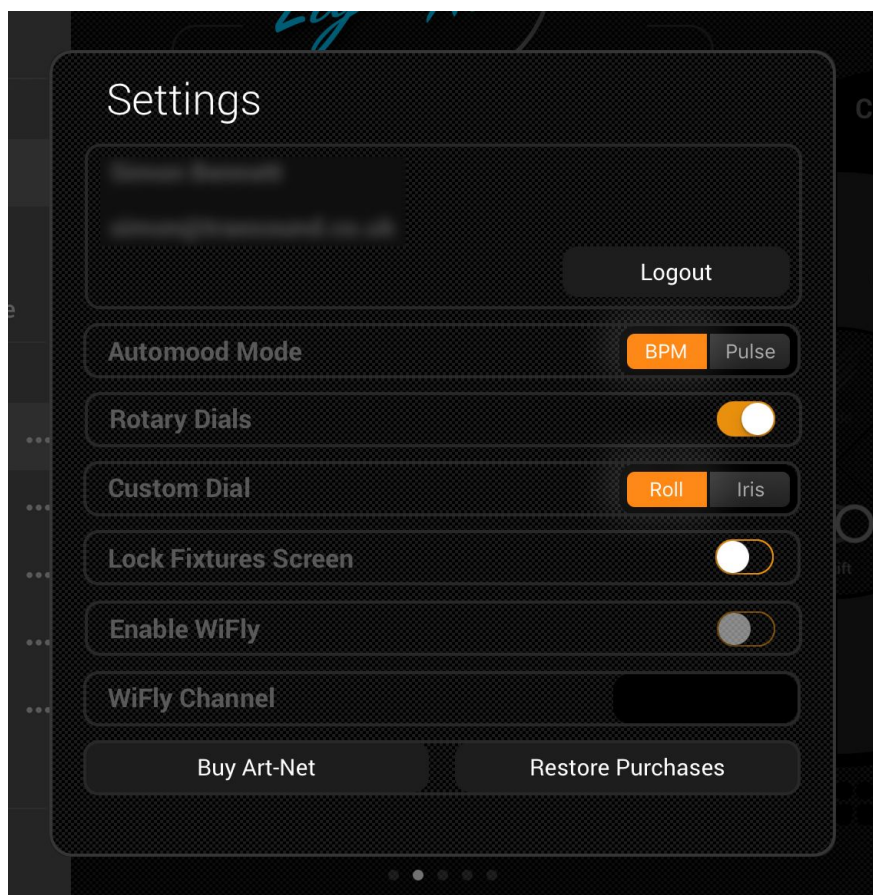 Settings
Logout
Automood Mode
BPM Pulse
Rotary Dials
Custom Dial
Roll Iris
Lock Fixtures Screen
Enable WiFly
WiFly Channel
Buy Art-Net
Restore Purchases